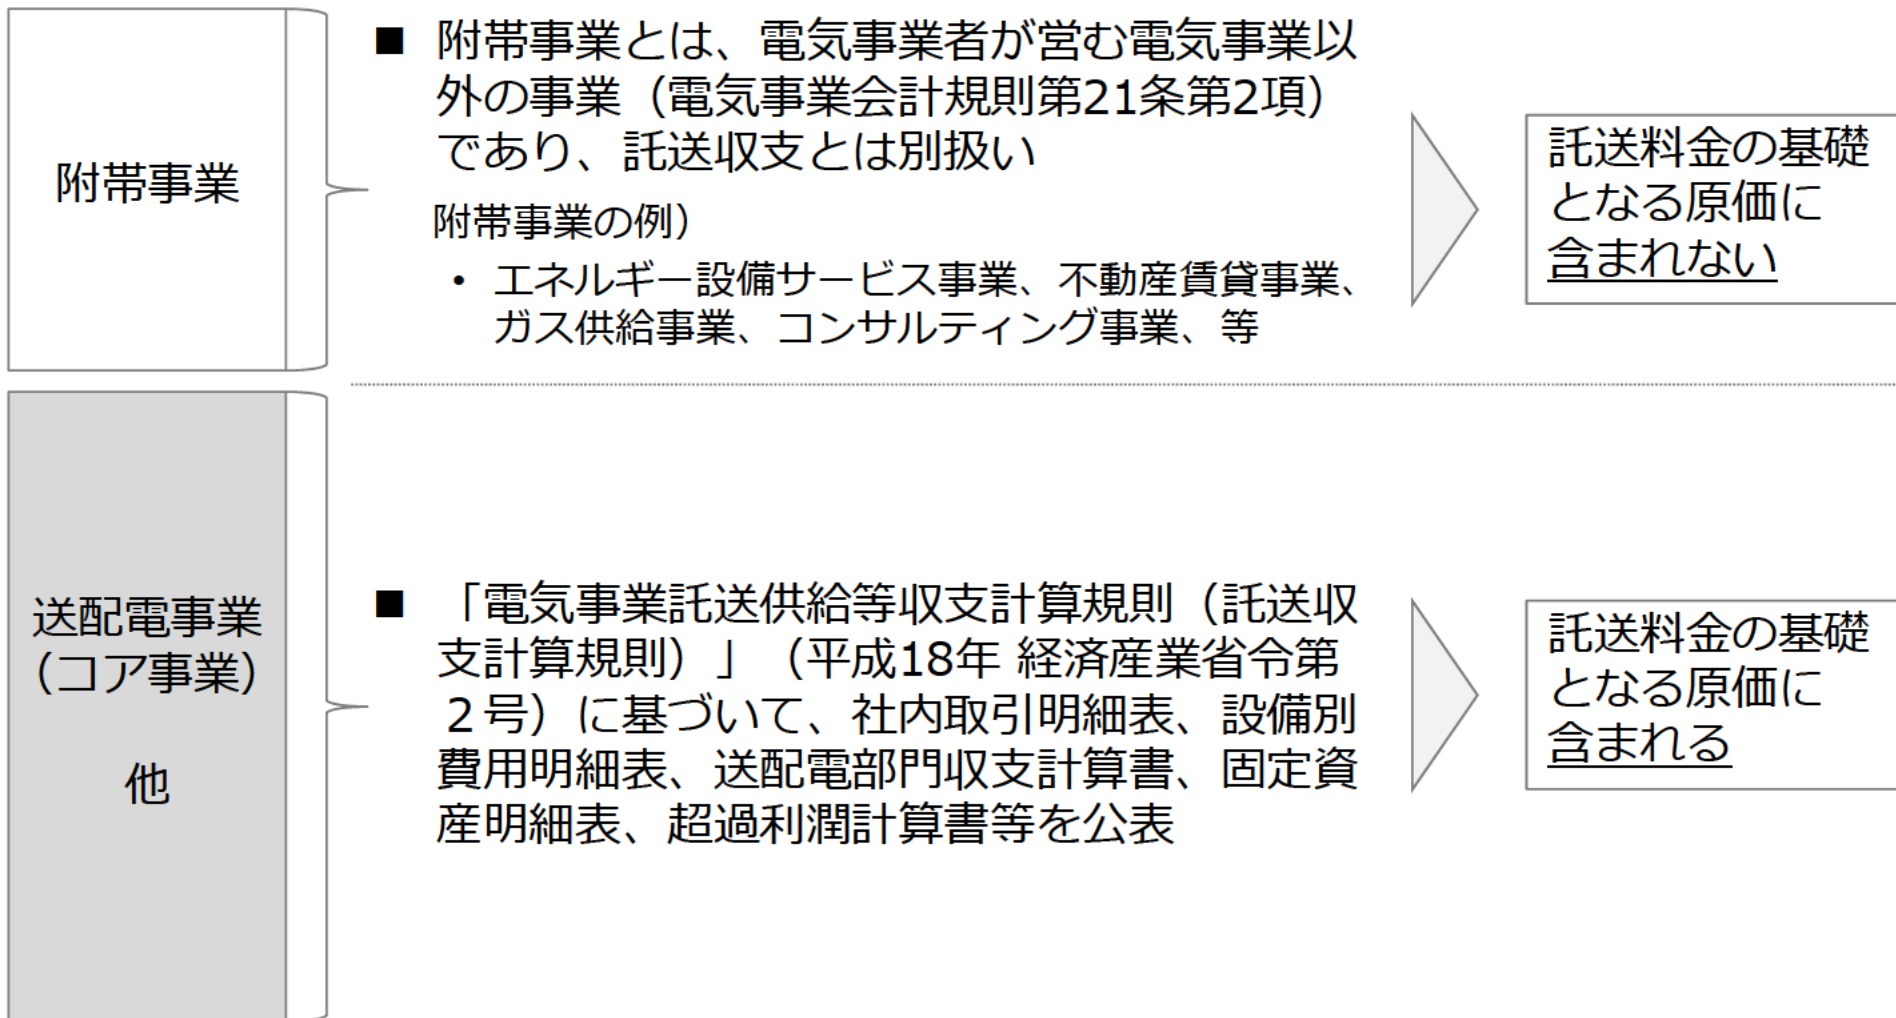 附帯事業
■ 附帯事業とは、電気事業者が営む電気事業以
外の事業（電気事業会計規則第21条第2項）
であり、託送収支とは別扱い
附帯事業の例）
• エネルギー設備サービス事業、不動産賃貸事業、
ガス供給事業、コンサルティング事業、等
託送料金の基礎
となる原価に
含まれない
送配電事業
（コア事業）
他
■ 「電気事業託送供給等収支計算規則（託送収
支計算規則）」（平成18年 経済産業省令第
２号）に基づいて、社内取引明細表、設備別
費用明細表、送配電部門収支計算書、固定資
産明細表、超過利潤計算書等を公表
託送料金の基礎
となる原価に
含まれる